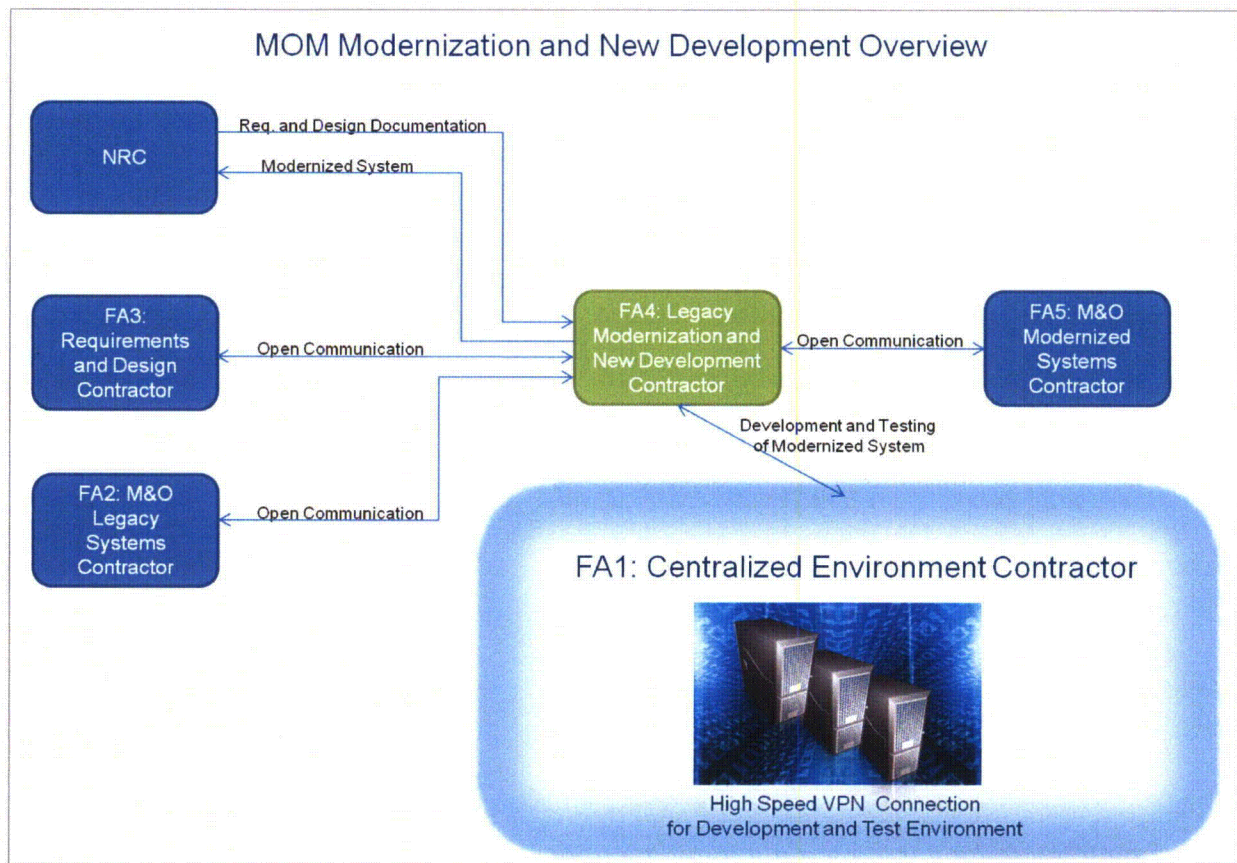 MOM Modernization and New Development Overview
NRC
Req. and Design Documentation
Modernized System
FA3:
Requirements
and Design
Contractor
Open Communication
FA4: Legacy
Modernization and
New Development
Contractor
Open Communication
FA5: M&O
Modernized
Systems
Contractor
FA2: M&O
Legacy
Systems
Contractor
Open Communication
Development and Testing
of Modernized System
FA1: Centralized Environment Contractor
High Speed VPN Connection
for Development and Test Environment